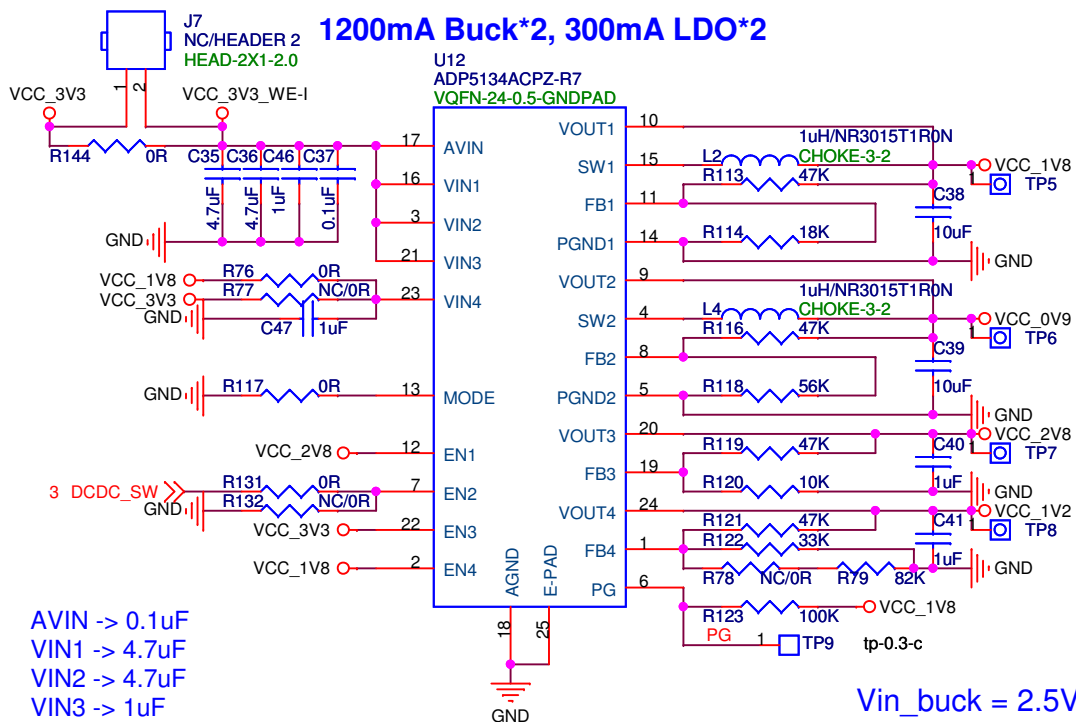 1200mA Buck*2, 300mA LDO*2
J7
NC/HEADER 2
HEAD-2X1-2.0
1
2
VCC_3V3
VCC_3V3_WE-I
R144
0R
C35
C36
C46
C37
4.7uF
4.7uF
1uF
0.1uF
GND
VCC_1V8
R76
0R
VCC_3V3
R77
NC/0R
GND
C47
1uF
GND
R117
0R
VCC_2V8
3 DCDC_SW
R131
0R
GND
R132
NC/0R
VCC_3V3
VCC_1V8
U12
ADP5134ACPZ-R7
VQFN-24-0.5-GNDPAD
17
AVIN
16
VIN1
3
VIN2
21
VIN3
23
VIN4
13
MODE
12
EN1
7
EN2
22
EN3
2
EN4
AGND
E-PAD
18
25
GND
VOUT1
10
SW1
15
FB1
11
PGND1
14
VOUT2
9
SW2
4
FB2
8
PGND2
5
VOUT3
20
FB3
19
VOUT4
24
FB4
1
PG
6
1uH/NR3015T1R0N
L2
CHOKE-3-2
R113
47K
VCC_1V8
1
TP5
C38
10uF
R114
18K
GND
1uH/NR3015T1R0N
L4
CHOKE-3-2
R116
47K
VCC_0V9
1
TP6
C39
10uF
R118
56K
GND
VCC_2V8
R119
47K
1
TP7
C40
1uF
R120
10K
GND
VCC_1V2
R121
47K
1
TP8
C41
1uF
R122
33K
R78
NC/0R
R79
82K
GND
R123
100K
VCC_1V8
PG
1
TP9
tp-0.3-c
AVIN -> 0.1uF
VIN1 -> 4.7uF
VIN2 -> 4.7uF
VIN3 -> 1uF
Vin_buck = 2.5V